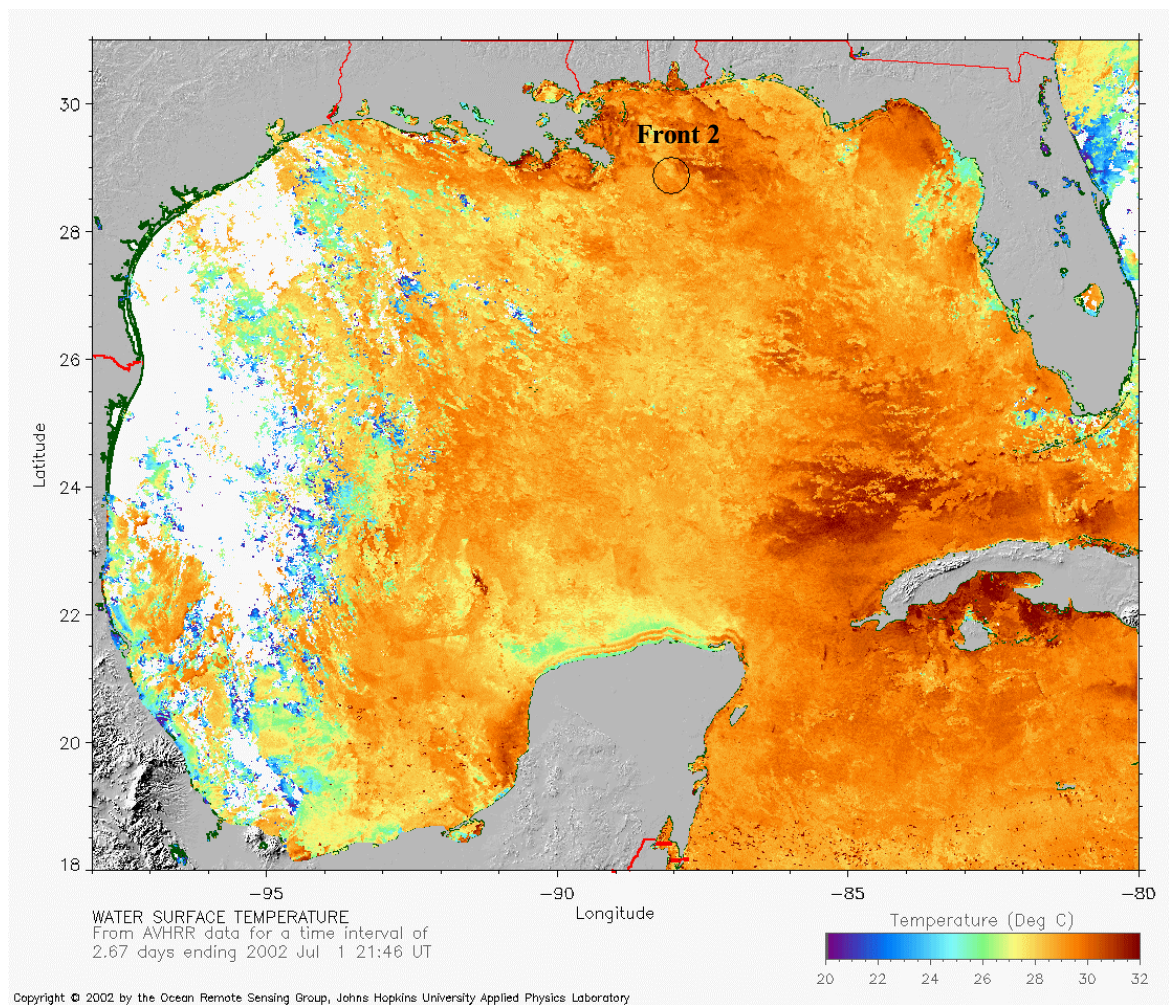 Front 2
30
28
26
24
22
20
18
Latitude
-95 -90 -85 -80
Longitude
WATER SURFACE TEMPERATURE
From AVHRR data for a time interval of
2.67 days ending 2002 Jul 1 21:46 UT
Temperature (Deg C)
20 22 24 26 28 30 32
Copyright © 2002 by the Ocean Remote Sensing Group, Johns Hopkins University Applied Physics Laboratory